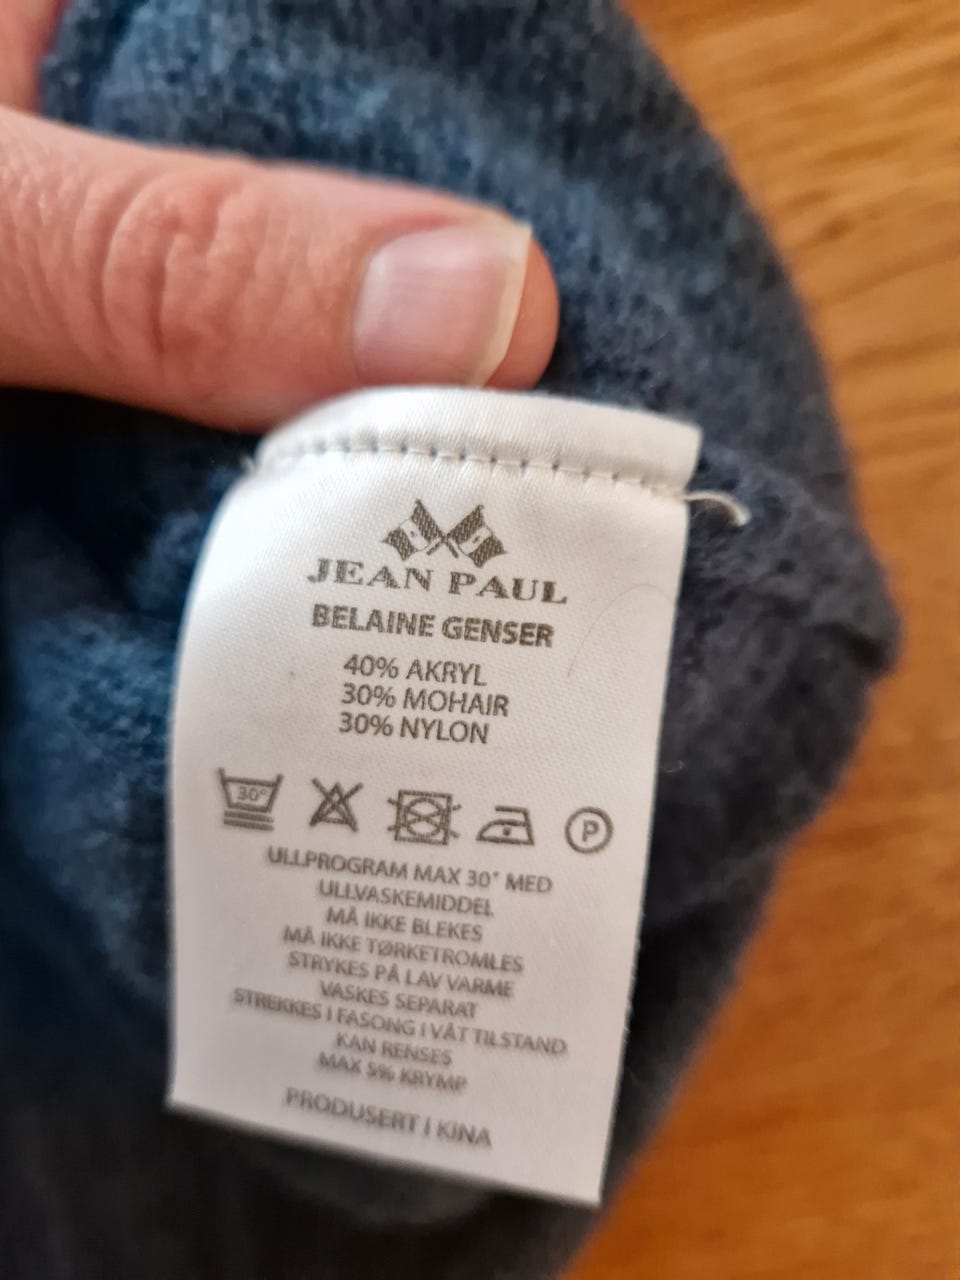 JEAN PAUL
BELAINE GENSER
40% AKRYL
30% MOHAIR
30% NYLON
30°
P
ULLPROGRAM MAX 30° MED
ULLVASKEMIDDEL
MÅ IKKE BLEKES
MÅ IKKE TØRKETROMLES
STRYKES PÅ LAV VARME
VASKES SEPARAT
STREKKES I FASONG I VÅT TILSTAND
KAN RENSES
MAX 5% KRYMP
PRODUSERT I KINA